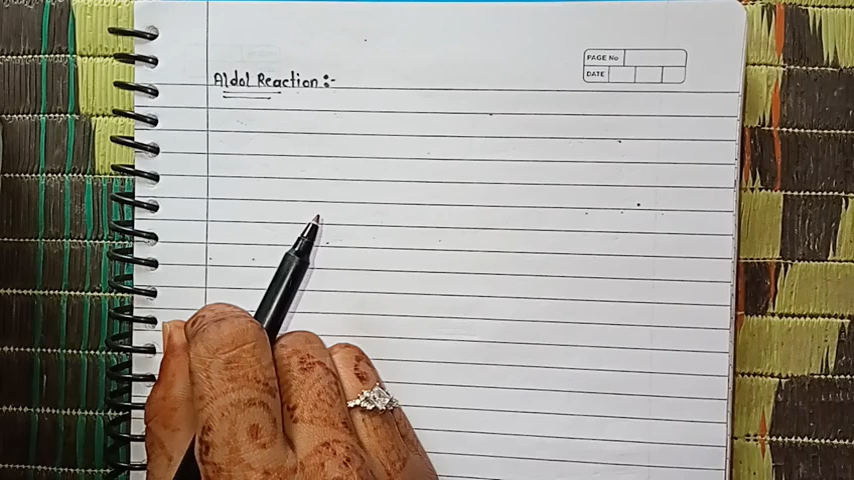 Aldol Reaction :-
PAGE No
DATE